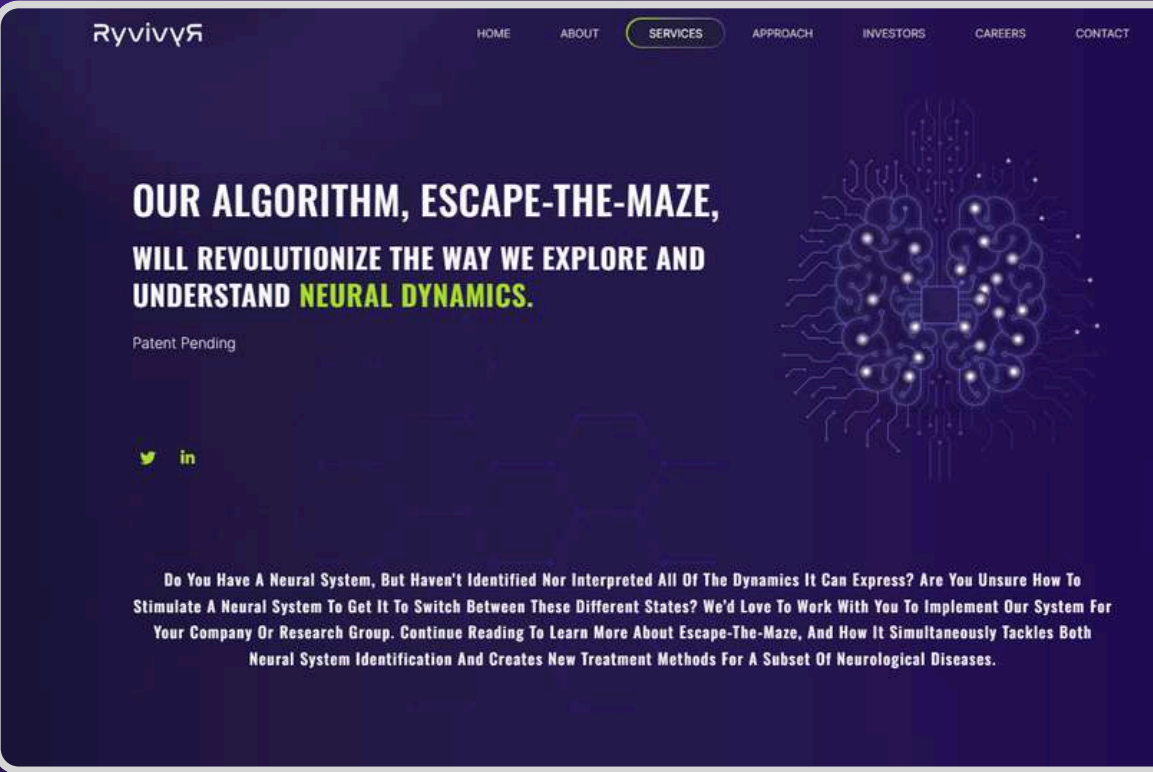 RyvivyR
HOME ABOUT SERVICES APPROACH INVESTORS CAREERS CONTACT
OUR ALGORITHM, ESCAPE-THE-MAZE,
WILL REVOLUTIONIZE THE WAY WE EXPLORE AND
UNDERSTAND NEURAL DYNAMICS.
Patent Pending
in
Do You Have A Neural System, But Haven't Identified Nor Interpreted All Of The Dynamics It Can Express? Are You Unsure How To
Stimulate A Neural System To Get It To Switch Between These Different States? We'd Love To Work With You To Implement Our System For
Your Company Or Research Group. Continue Reading To Learn More About Escape-The-Maze, And How It Simultaneously Tackles Both
Neural System Identification And Creates New Treatment Methods For A Subset Of Neurological Diseases.